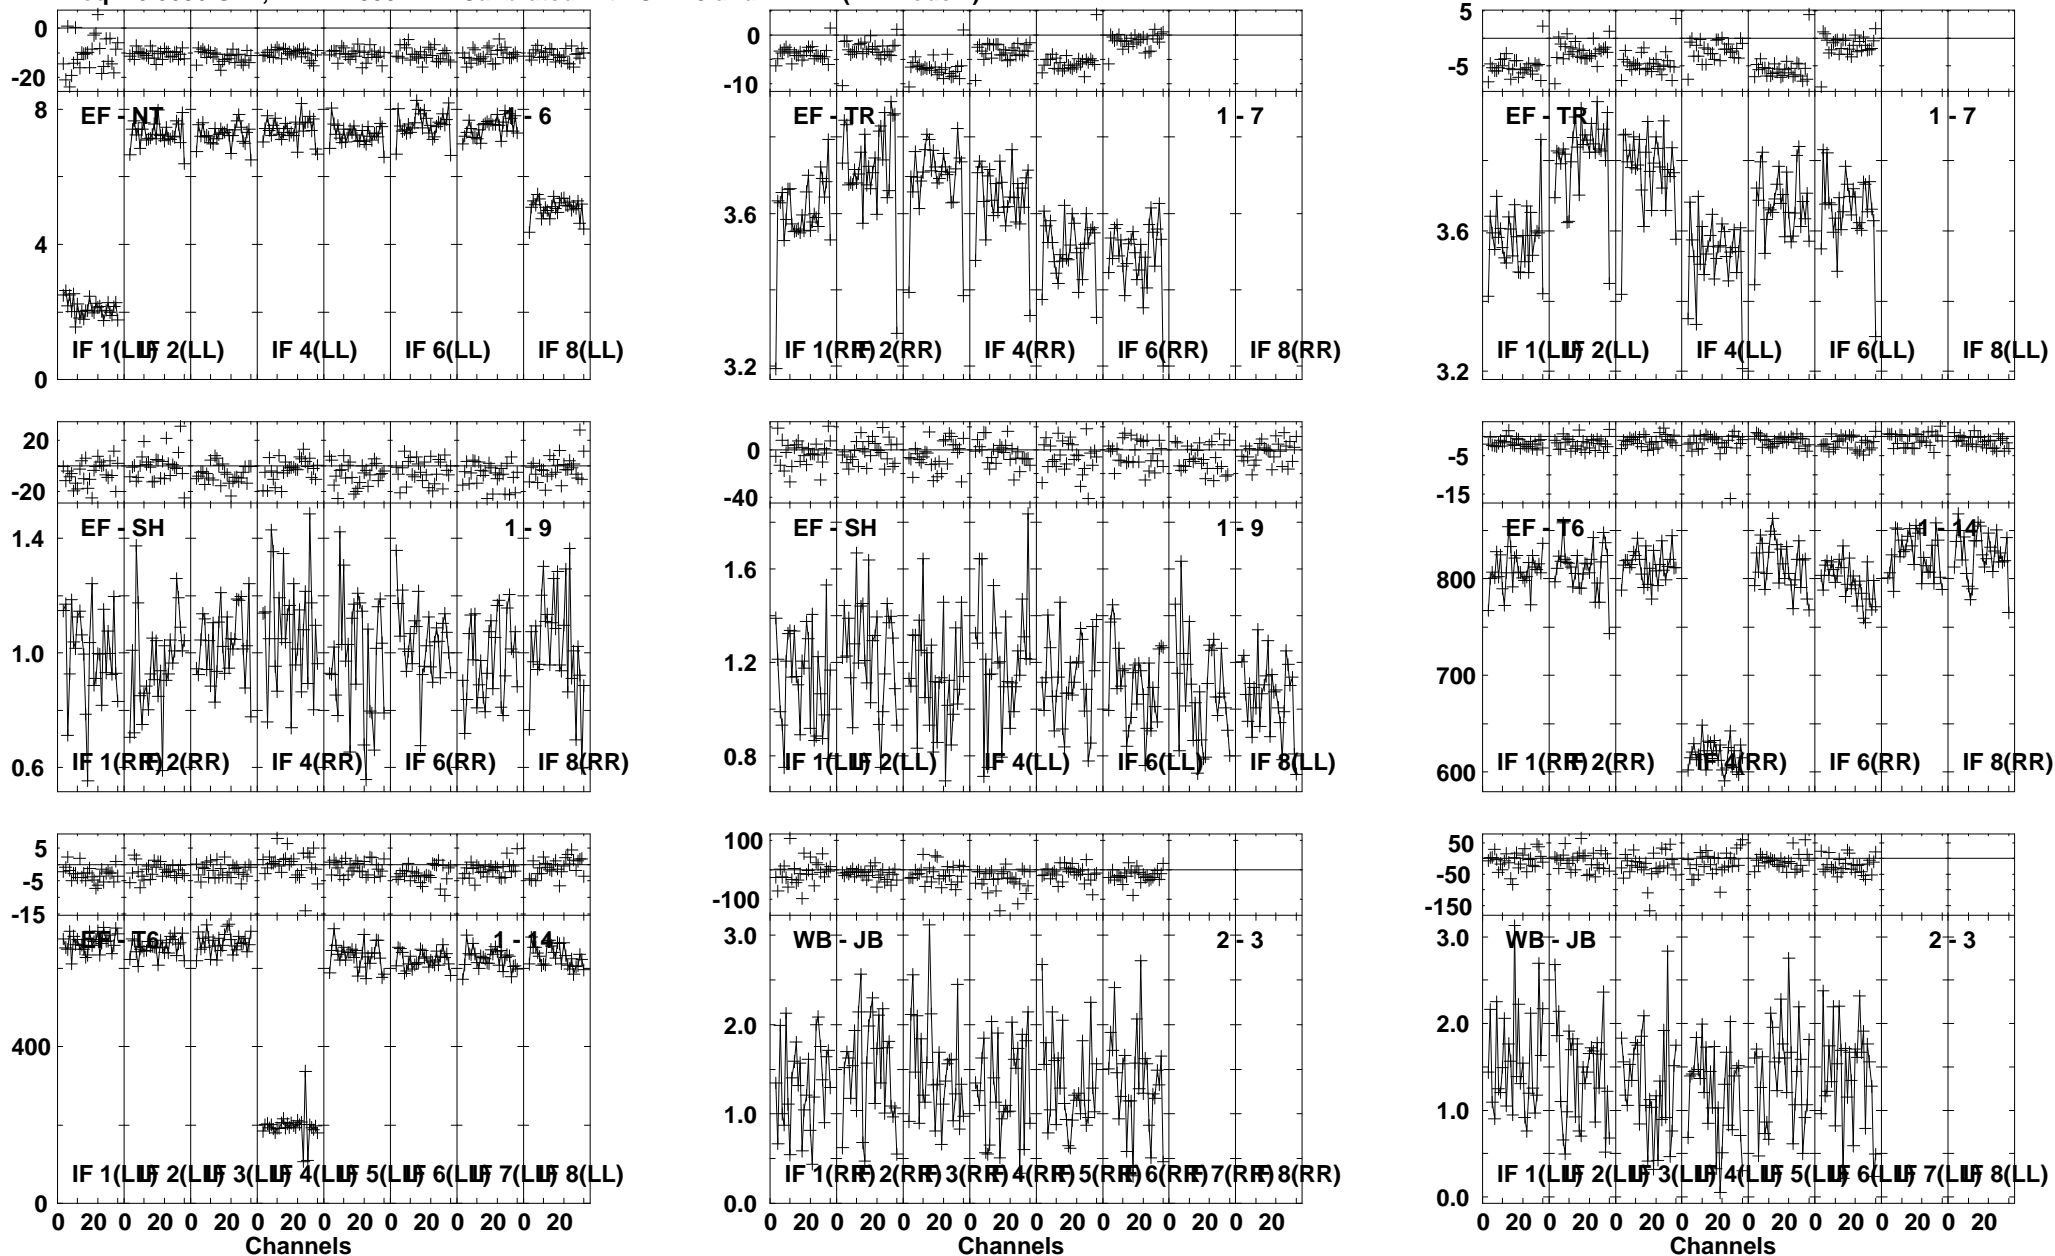 0
-20
8
4
0
EF - NT
1 - 6
IF 1(LL) IF 2(LL) IF 4(LL) IF 6(LL) IF 8(LL)
0
-10
3.6
3.2
EF - TR
1 - 7
IF 1(RR) IF 2(RR) IF 4(RR) IF 6(RR) IF 8(RR)
5
-5
3.6
3.2
EF - TR
1 - 7
IF 1(LL) IF 2(LL) IF 4(LL) IF 6(LL) IF 8(LL)
20
-20
1.4
1.0
0.6
EF - SH
1 - 9
IF 1(RR) IF 2(RR) IF 4(RR) IF 6(RR) IF 8(RR)
0
-40
1.6
1.2
0.8
EF - SH
1 - 9
IF 1(LL) IF 2(LL) IF 4(LL) IF 6(LL) IF 8(LL)
-5
-15
800
700
600
EF - T6
1 - 14
IF 1(RR) IF 2(RR) IF 4(RR) IF 6(RR) IF 8(RR)
5
-5
-15
400
0
EF - T6
1 - 14
IF 1(LL) IF 2(LL) IF 3(LL) IF 4(LL) IF 5(LL) IF 6(LL) IF 7(LL) IF 8(LL)
0 20 0 20 0 20 0 20 0 20 0 20 0 20 0 20
Channels
100
-100
3.0
2.0
1.0
0.0
WB - JB
2 - 3
IF 1(RR) IF 2(RR) IF 3(RR) IF 4(RR) IF 5(RR) IF 6(RR) IF 7(RR) IF 8(RR)
0 20 0 20 0 20 0 20 0 20 0 20 0 20 0 20
Channels
50
-50
-150
3.0
2.0
1.0
0.0
WB - JB
2 - 3
IF 1(LL) IF 2(LL) IF 3(LL) IF 4(LL) IF 5(LL) IF 6(LL) IF 7(LL) IF 8(LL)
0 20 0 20 0 20 0 20 0 20 0 20 0 20 0 20
Channels